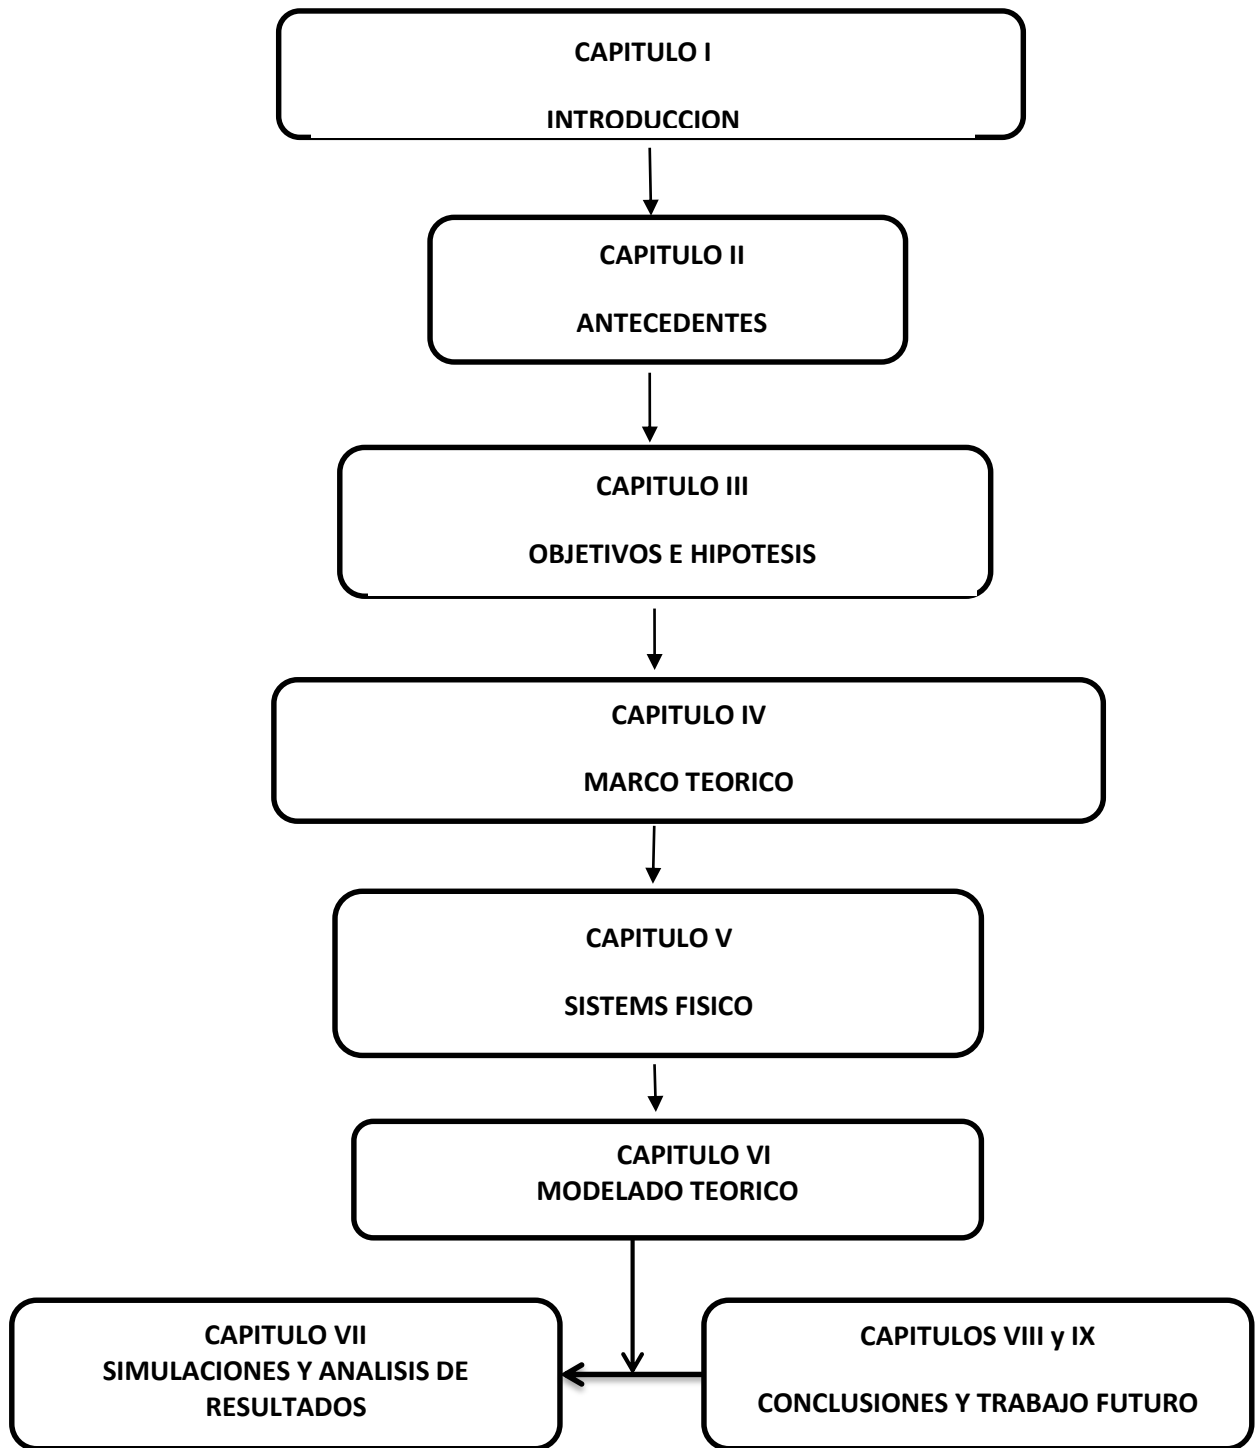 CAPITULO I
INTRODUCCION
CAPITULO II
ANTECEDENTES
CAPITULO III
OBJETIVOS E HIPOTESIS
CAPITULO IV
MARCO TEORICO
CAPITULO V
SISTEMS FISICO
CAPITULO VI
MODELADO TEORICO
CAPITULO VII
SIMULACIONES Y ANALISIS DE
RESULTADOS
CAPITULOS VIII y IX
CONCLUSIONES Y TRABAJO FUTURO